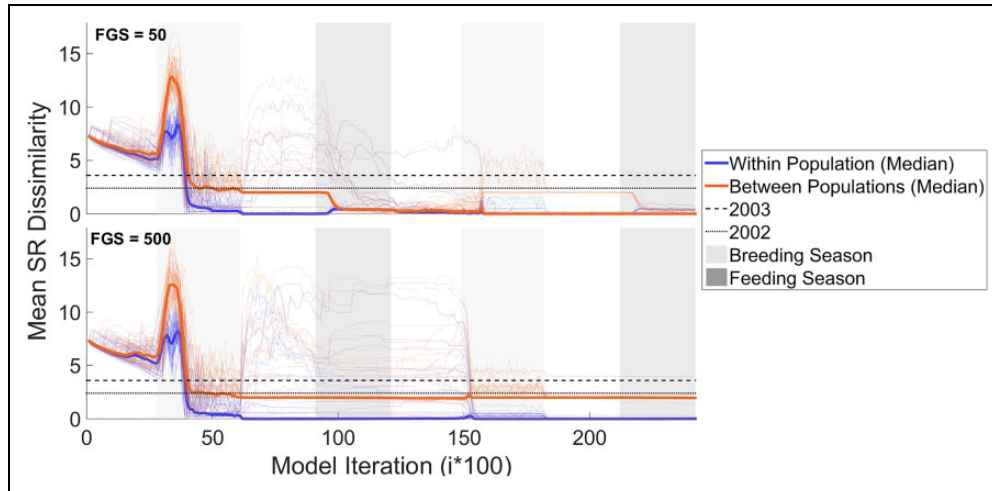 FGS = 50
15
10
5
0
FGS = 500
15
10
5
0
Mean SR Dissimilarity
0 50 100 150 200
Model Iteration (i*100)
Within Population (Median)
Between Populations (Median)
2003
2002
Breeding Season
Feeding Season